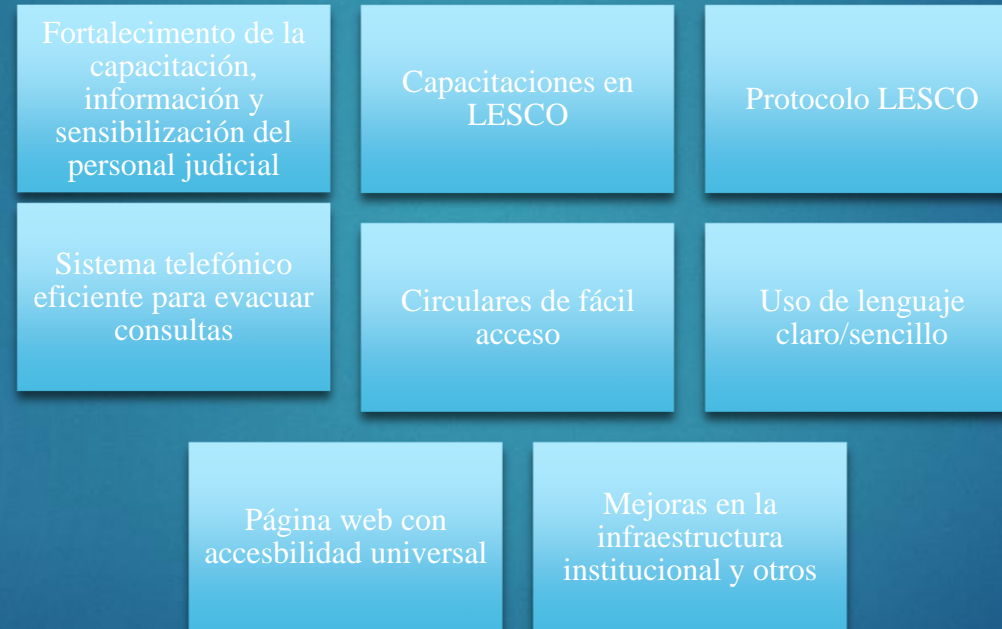 Fortalecimento de la
capacitación,
información y
sensibilización del
personal judicial
Capacitaciones en
LESCO
Protocolo LESCO
Sistema telefónico
eficiente para evacuar
consultas
Circulares de fácil
acceso
Uso de lenguaje
claro/sencillo
Página web con
accesbilidad universal
Mejoras en la
infraestructura
institucional y otros